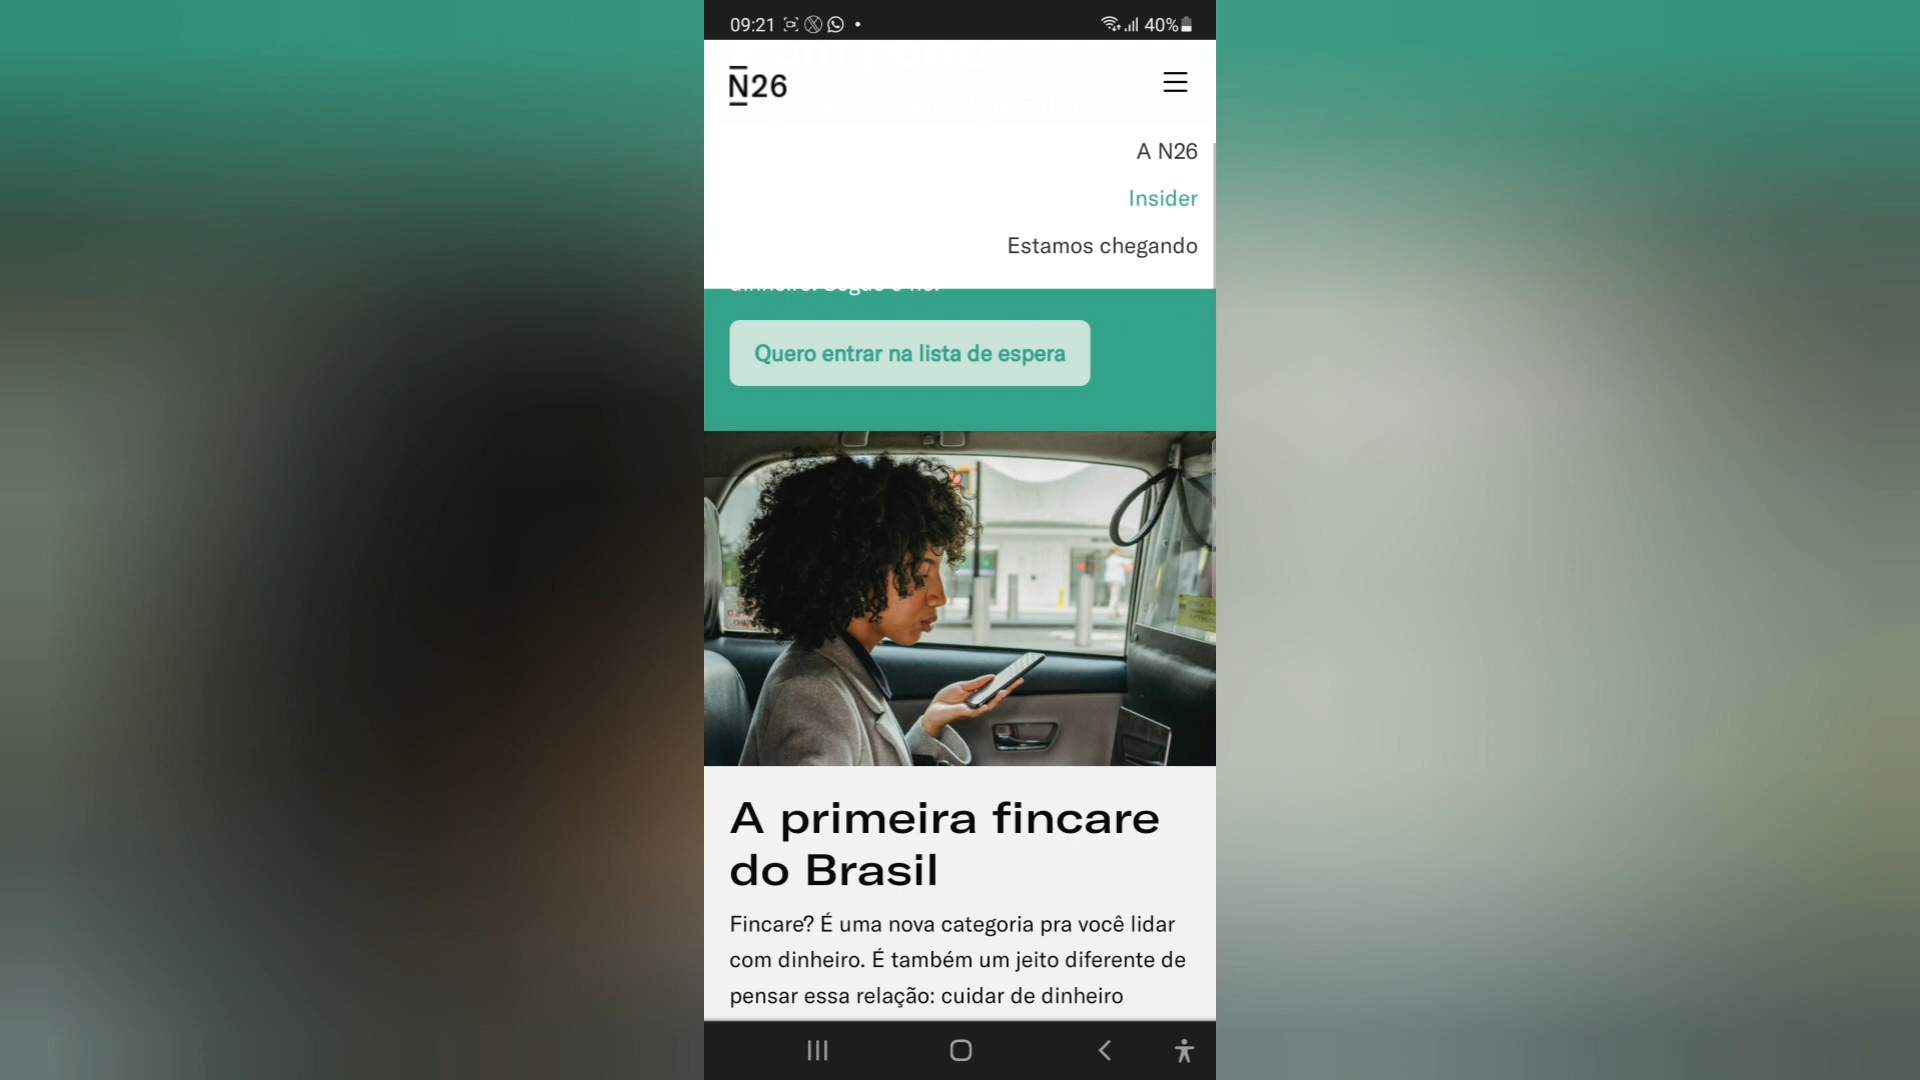 09:21
40%
N26
A N26
Insider
Estamos chegando
Quero entrar na lista de espera
A primeira fincare
do Brasil
Fincare? É uma nova categoria pra você lidar
com dinheiro. É também um jeito diferente de
pensar essa relação: cuidar de dinheiro